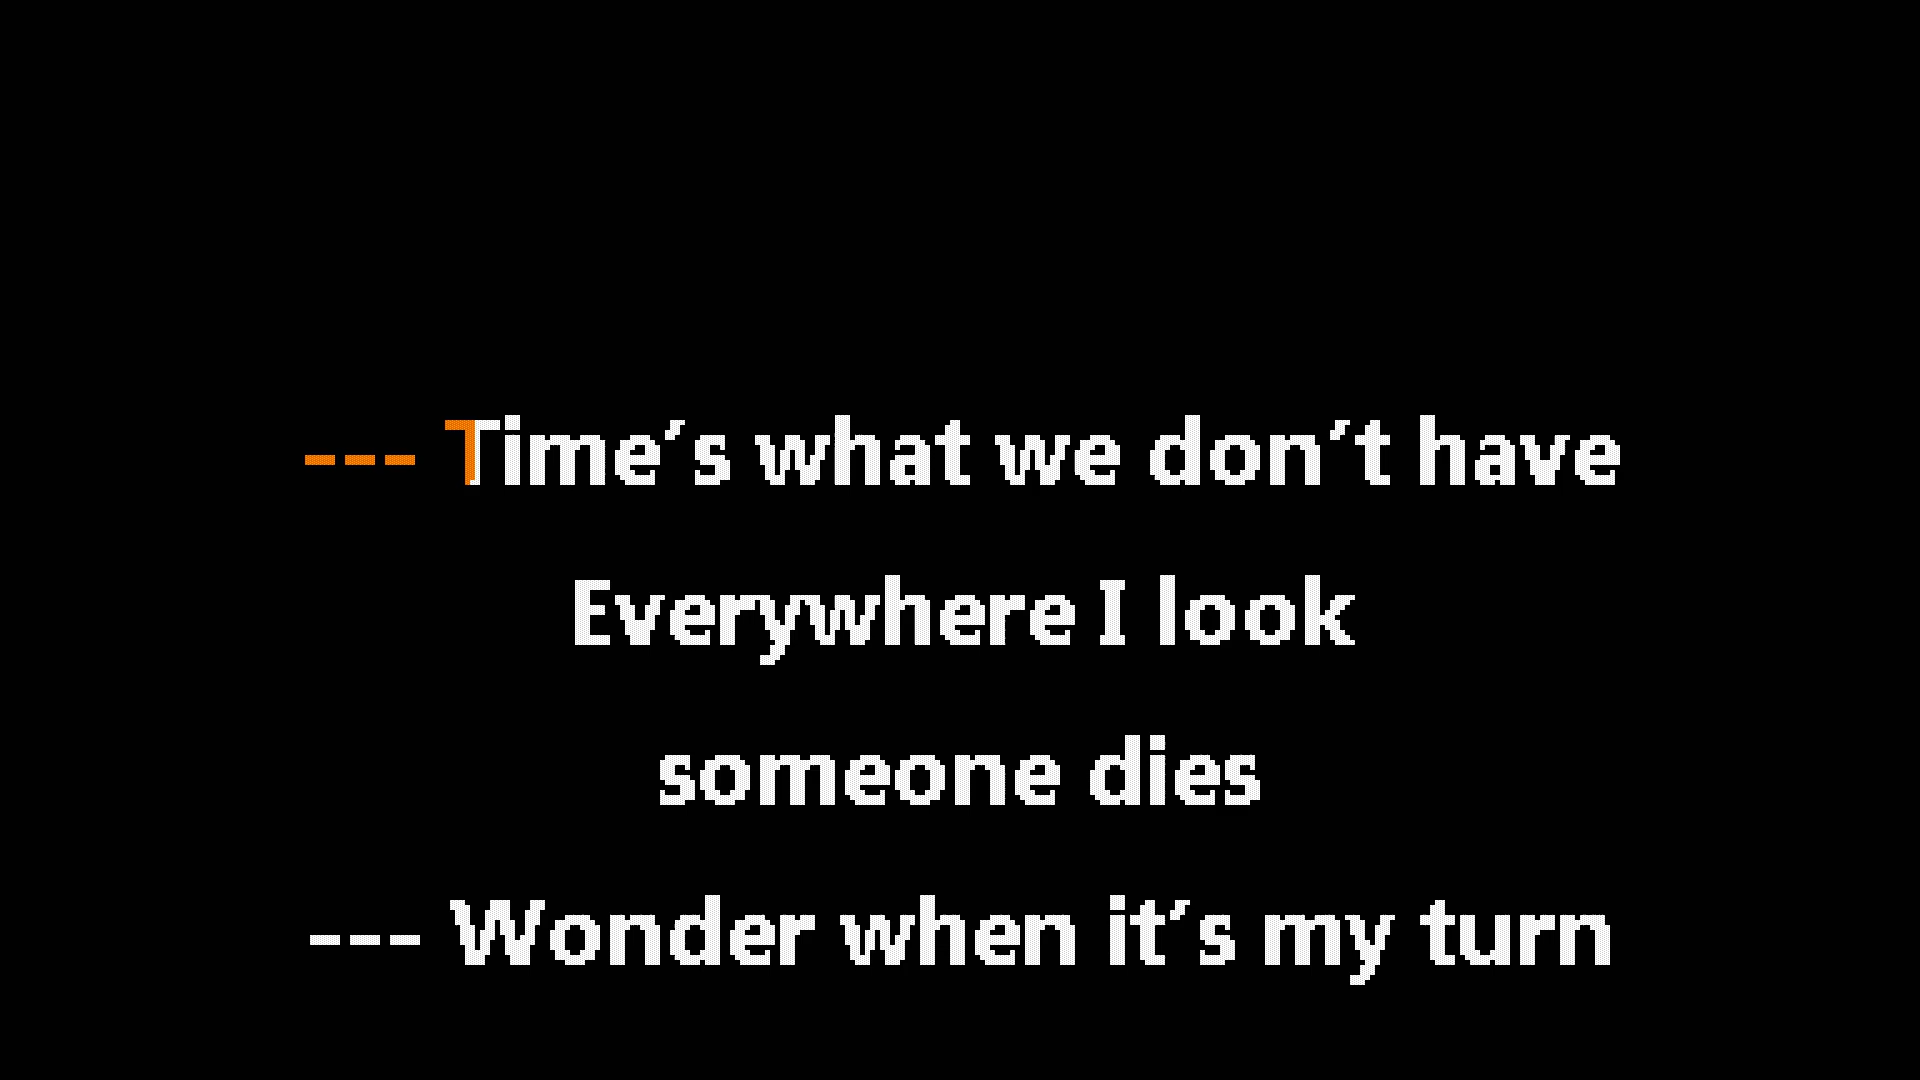 --- Time’s what we don’t have
Everywhere I look
someone dies
--- Wonder when it’s my turn